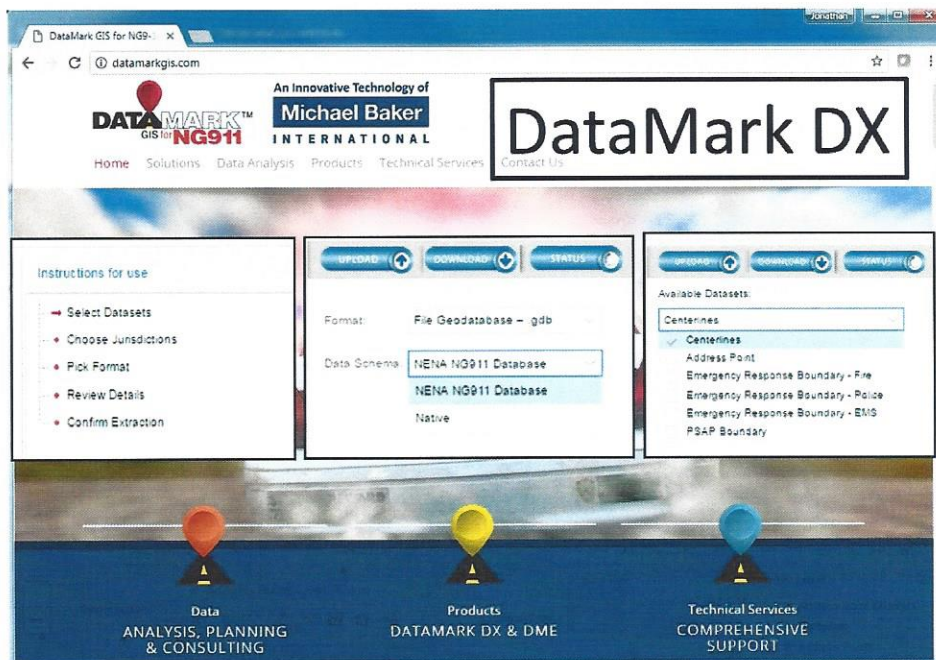 Jonathan
DataMark GIS for NG9-
datamarkgis.com
DATAMARK™
GIS for NG911
An Innovative Technology of
Michael Baker
INTERNATIONAL
DataMark DX
Home Solutions Data Analysis Products Technical Services Contact Us
Instructions for use
Select Datasets
Choose Jurisdictions
Pick Format
Review Details
Confirm Extraction
UPLOAD DOWNLOAD STATUS
Format: File Geodatabase – gdb
Data Schema: NENA NG911 Database
NENA NG911 Database
Native
UPLOAD DOWNLOAD STATUS
Available Datasets:
Centerines
Centerines
Address Point
Emergency Response Boundary - Fire
Emergency Response Boundary - Police
Emergency Response Boundary - EMS
PSAP Boundary
Data
ANALYSIS, PLANNING
& CONSULTING
Products
DATAMARK DX & DME
Technical Services
COMPREHENSIVE
SUPPORT